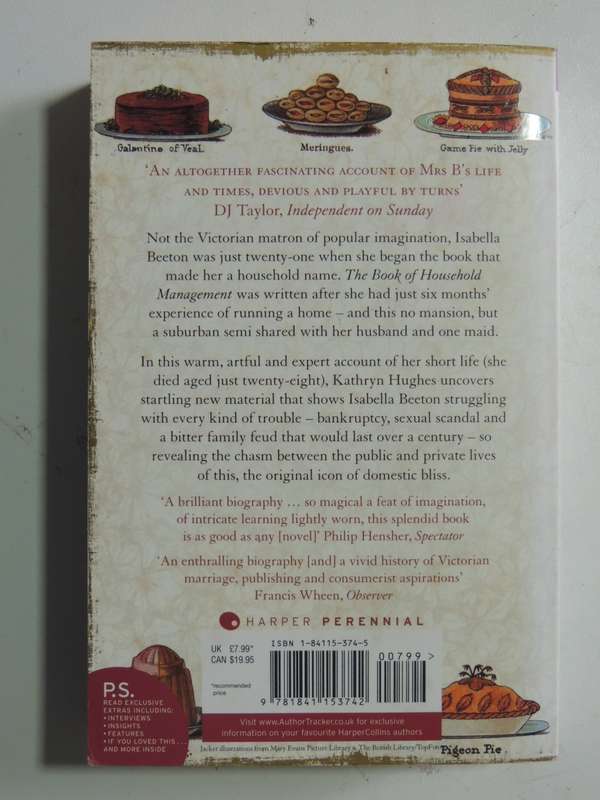 Galantine of Veal.
Meringues.
Game Pie with Jelly
‘An altogether fascinating account of Mrs B’s life
and times, devious and playful by turns’
DJ Taylor, Independent on Sunday
Not the Victorian matron of popular imagination, Isabella
Beeton was just twenty-one when she began the book that
made her a household name. The Book of Household
Management was written after she had just six months’
experience of running a home – and this no mansion, but
a suburban semi shared with her husband and one maid.
In this warm, artful and expert account of her short life (she
died aged just twenty-eight), Kathryn Hughes uncovers
startling new material that shows Isabella Beeton struggling
with every kind of trouble – bankruptcy, sexual scandal and
a bitter family feud that would last over a century – so
revealing the chasm between the public and private lives
of this, the original icon of domestic bliss.
‘A brilliant biography … so magical a feat of imagination,
of intricate learning lightly worn, this splendid book
is as good as any [novel]’ Philip Hensher, Spectator
‘An enthralling biography [and] a vivid history of Victorian
marriage, publishing and consumerist aspirations’
Francis Wheen, Observer
HARPER PERENNIAL
UK £7.99*
CAN $19.95
*recommended
price
ISBN 1-84115-374-5
00799 >
9 781841 153742
P.S.
READ EXCLUSIVE
EXTRAS INCLUDING:
• INTERVIEWS
• INSIGHTS
• FEATURES
• IF YOU LOVED THIS...
AND MORE INSIDE
Visit www.AuthorTracker.co.uk for exclusive
information on your favourite HarperCollins authors
Jacket illustrations from Mary Evans Picture Library & The British Library/TopFoto
Pigeon Pie.